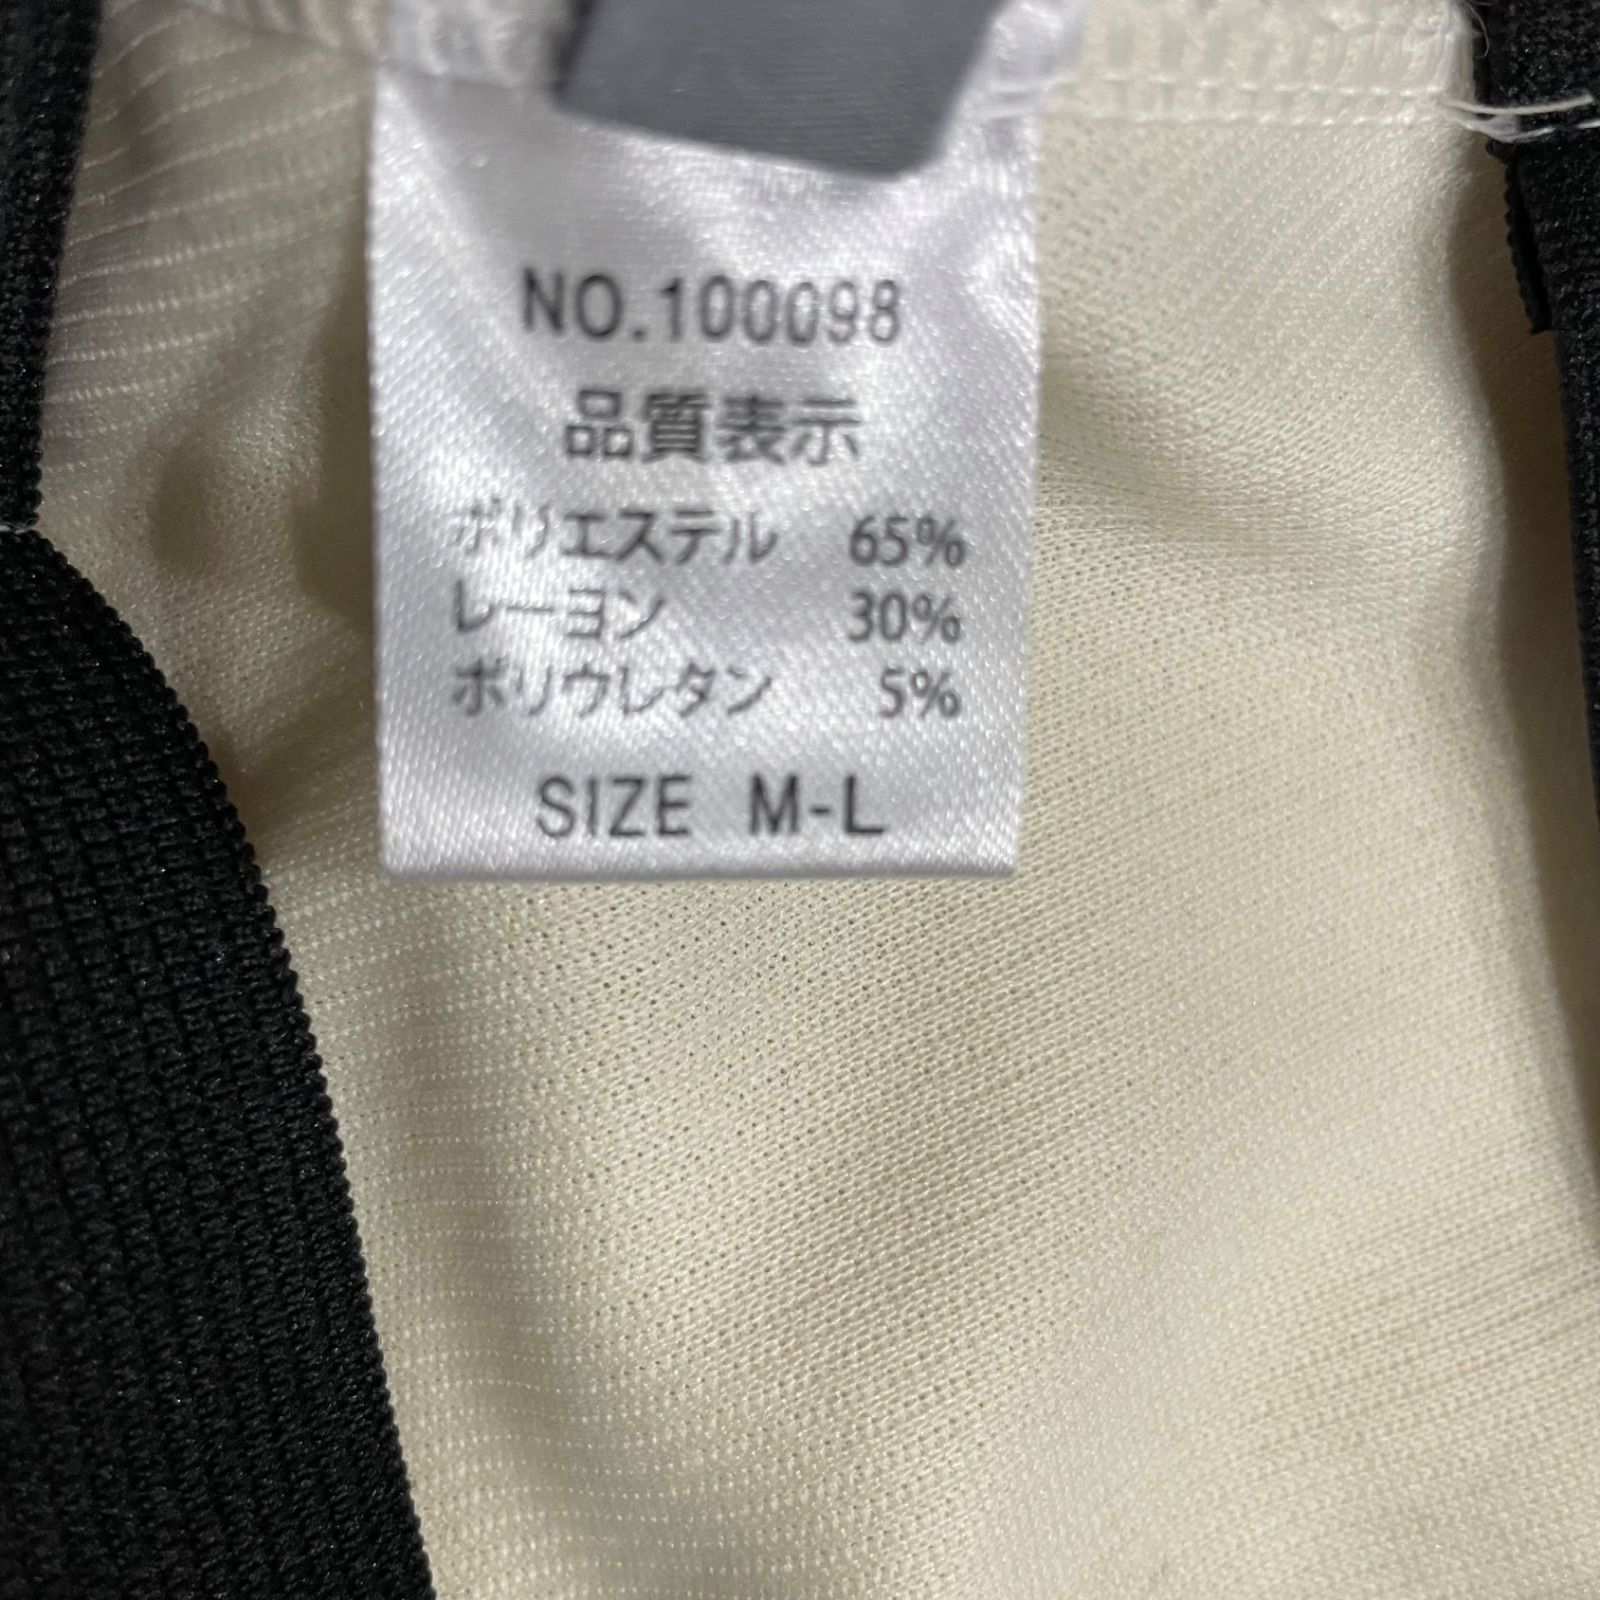 NO.100098
品質表示
ポリエステル 65%
レーヨン 30%
ポリウレタン 5%
SIZE M-L